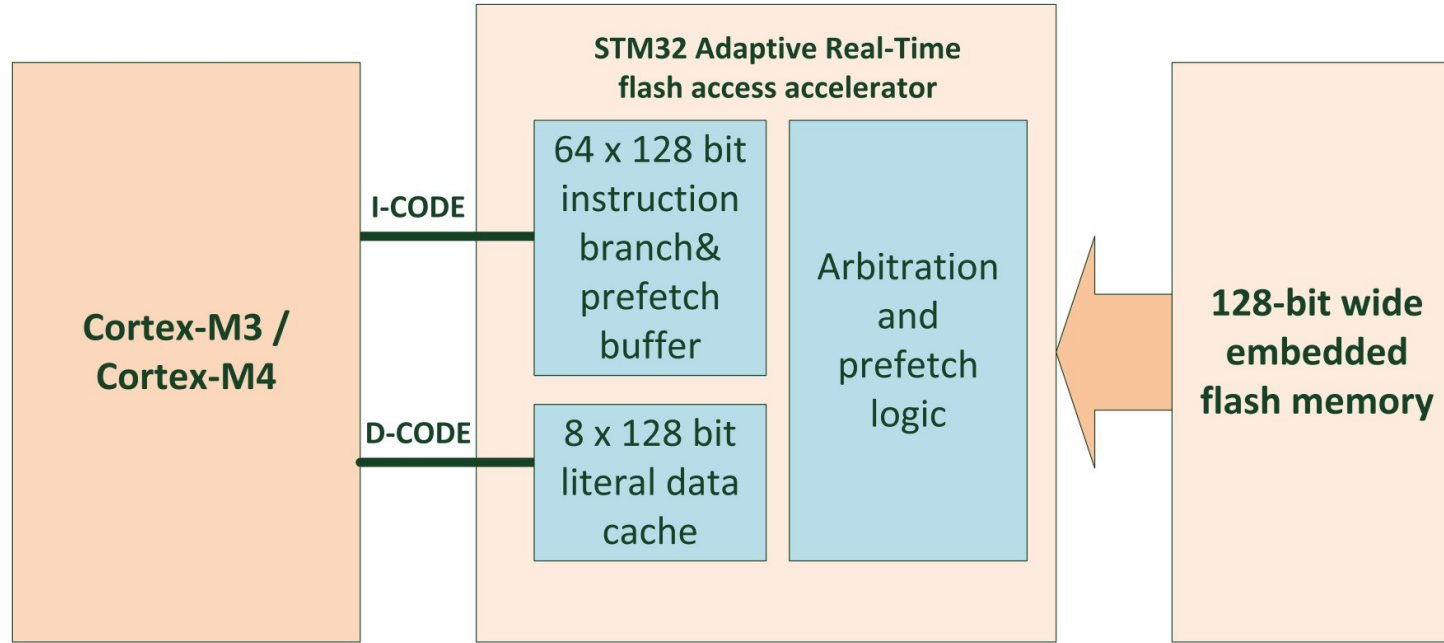 STM32 Adaptive Real-Time
flash access accelerator
Cortex-M3 /
Cortex-M4
I-CODE
D-CODE
64 x 128 bit
instruction
branch&
prefetch
buffer
8 x 128 bit
literal data
cache
Arbitration
and
prefetch
logic
128-bit wide
embedded
flash memory